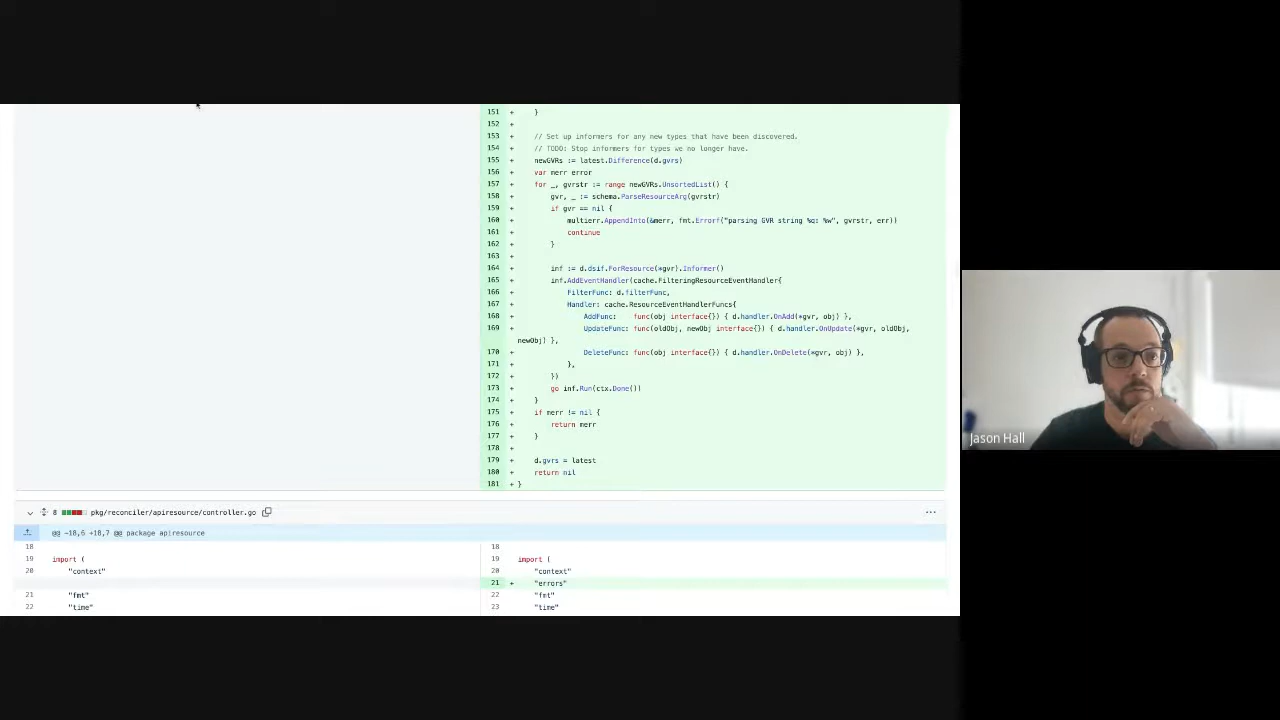 151 + }
152 +
153 + // Set up informers for any new types that have been discovered.
154 + // TODO: Stop informers for types we no longer have.
155 + newGVRs := latest.Difference(d.gvrs)
156 + var merr error
157 + for _, gvrstr := range newGVRs.UnsortedList() {
158 + gvr, _ := schema.ParseResourceArg(gvrstr)
159 + if gvr == nil {
160 + multierr.AppendInto(&merr, fmt.Errorf("parsing GVR string %q: %w", gvrstr, err))
161 + continue
162 + }
163 +
164 + inf := d.dsif.ForResource(*gvr).Informer()
165 + inf.AddEventHandler(cache.FilteringResourceEventHandler{
166 + FilterFunc: d.filterFunc,
167 + Handler: cache.ResourceEventHandlerFuncs{
168 + AddFunc: func(obj interface{}) { d.handler.OnAdd(*gvr, obj) },
169 + UpdateFunc: func(oldObj, newObj interface{}) { d.handler.OnUpdate(*gvr, oldObj,
newObj) },
170 + DeleteFunc: func(obj interface{}) { d.handler.OnDelete(*gvr, obj) },
171 + },
172 + })
173 + go inf.Run(ctx.Done())
174 + }
175 + if merr != nil {
176 + return merr
177 + }
178 +
179 + d.gvrs = latest
180 + return nil
181 + }
8 pkg/reconciler/apiresource/controller.go
@@ -18,6 +18,7 @@ package apiresource
18 18
19 import ( 19 import (
20 "context" 20 "context"
21 + "errors"
21 "fmt" 22 "fmt"
22 "time" 23 "time"
Jason Hall